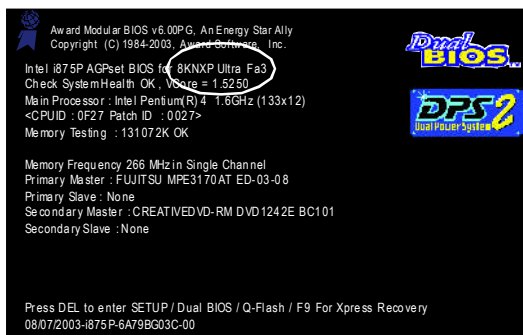 Award Modular BIOS v6.00PG, An Energy Star Ally
Copyright (C) 1984-2003, Award Software, Inc.
Dual BIOS
Intel i875P AGPset BIOS for 8KNXP Ultra Fa3
Check System Health OK , VCore = 1.5250
Main Processor : Intel Pentium(R) 4 1.6GHz (133x12)
<CPUID : 0F27 Patch ID : 0027>
Memory Testing : 131072K OK
DPS 2
Dual Power System
Memory Frequency 266 MHz in Single Channel
Primary Master : FUJITSU MPE3170AT ED-03-08
Primary Slave : None
Secondary Master : CREATIVEDVD-RM DVD1242E BC101
Secondary Slave : None
Press DEL to enter SETUP / Dual BIOS / Q-Flash / F9 For Xpress Recovery
08/07/2003-i875P-6A79BG03C-00